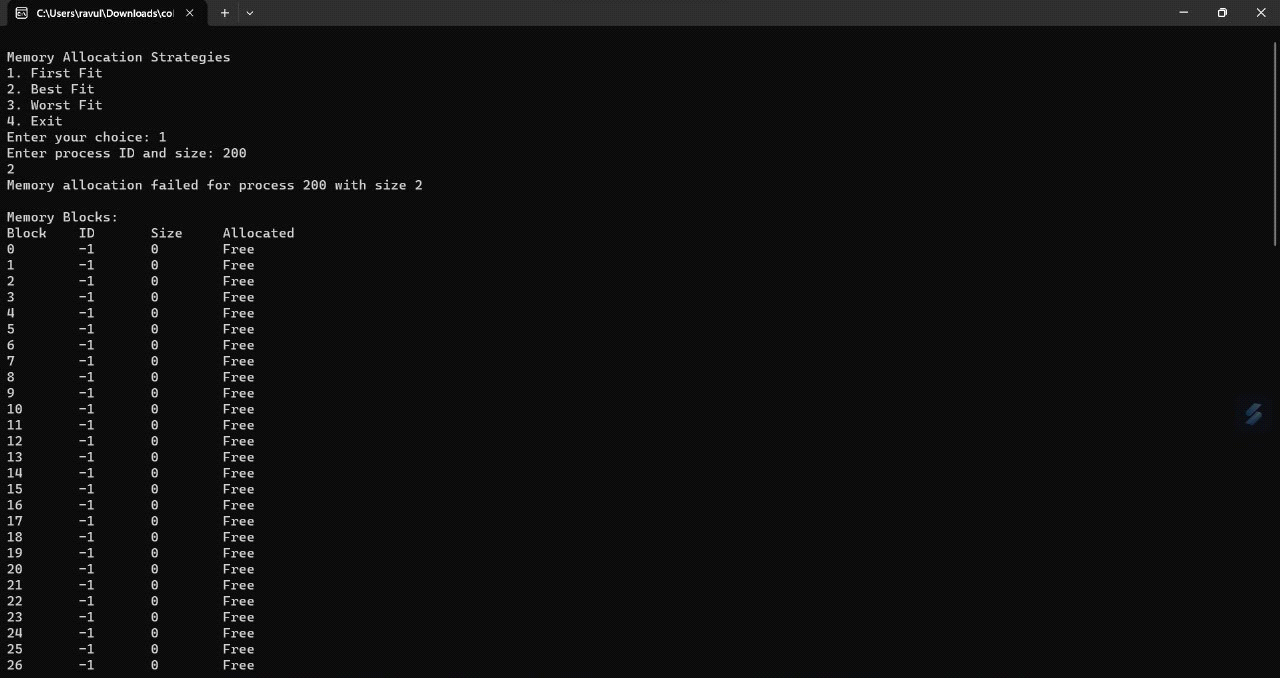 C:\Users\ravul\Downloads\co
Memory Allocation Strategies
1. First Fit
2. Best Fit
3. Worst Fit
4. Exit
Enter your choice: 1
Enter process ID and size: 200
2
Memory allocation failed for process 200 with size 2
Memory Blocks:
Block ID Size Allocated
0 -1 0 Free
1 -1 0 Free
2 -1 0 Free
3 -1 0 Free
4 -1 0 Free
5 -1 0 Free
6 -1 0 Free
7 -1 0 Free
8 -1 0 Free
9 -1 0 Free
10 -1 0 Free
11 -1 0 Free
12 -1 0 Free
13 -1 0 Free
14 -1 0 Free
15 -1 0 Free
16 -1 0 Free
17 -1 0 Free
18 -1 0 Free
19 -1 0 Free
20 -1 0 Free
21 -1 0 Free
22 -1 0 Free
23 -1 0 Free
24 -1 0 Free
25 -1 0 Free
26 -1 0 Free